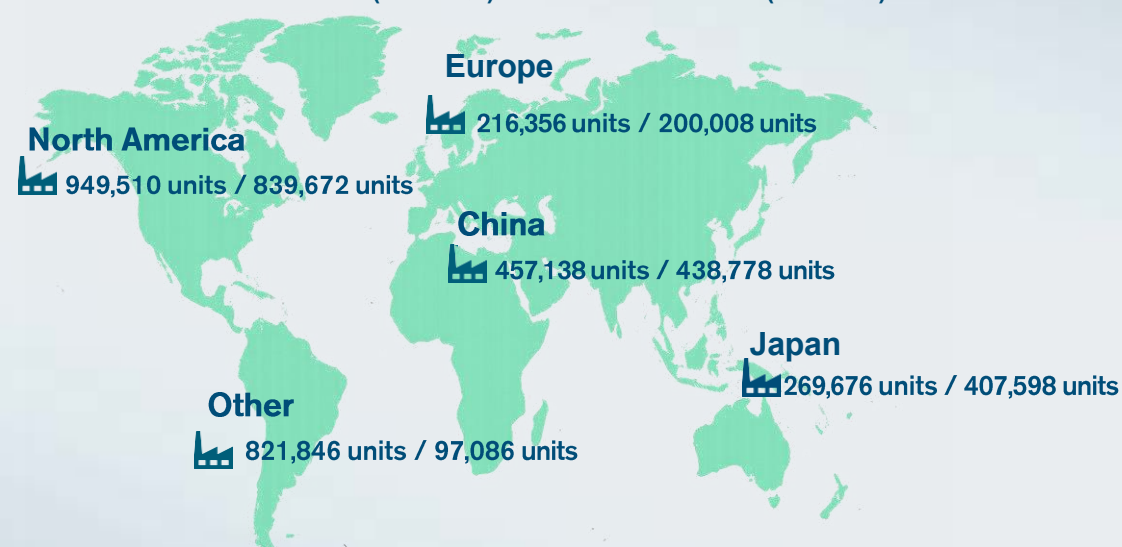 Europe
216,356 units / 200,008 units
North America
949,510 units / 839,672 units
China
457,138 units / 438,778 units
Japan
269,676 units / 407,598 units
Other
821,846 units / 97,086 units